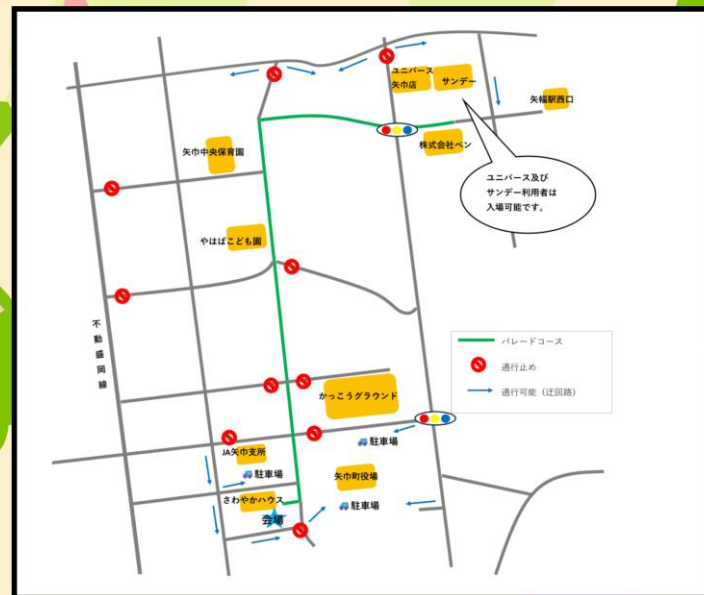 ユニバース
矢巾店
サンデー
矢幅駅西口
株式会社ベン
矢巾中央保育園
ユニバース及び
サンデー利用者は
入場可能です。
やはばこども園
不動盛岡線
パレードコース
通行止め
通行可能（迂回路）
かっこうグラウンド
駐車場
JA矢巾支所
駐車場
矢巾町役場
さわやかハウス
駐車場
会場